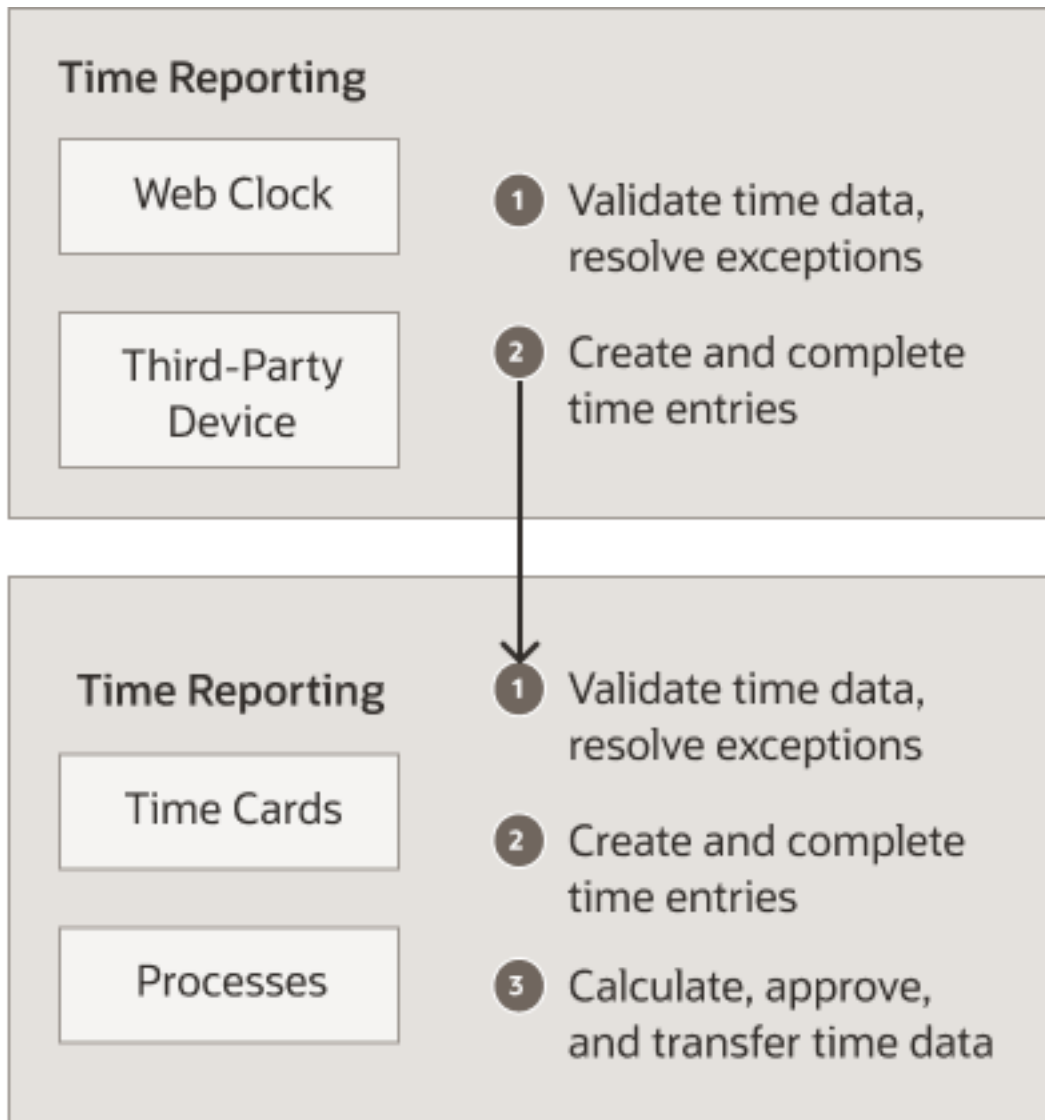 Time Reporting
Web Clock
Third-Party
Device
1 Validate time data,
resolve exceptions
2 Create and complete
time entries
Time Reporting
Time Cards
Processes
1 Validate time data,
resolve exceptions
2 Create and complete
time entries
3 Calculate, approve,
and transfer time data